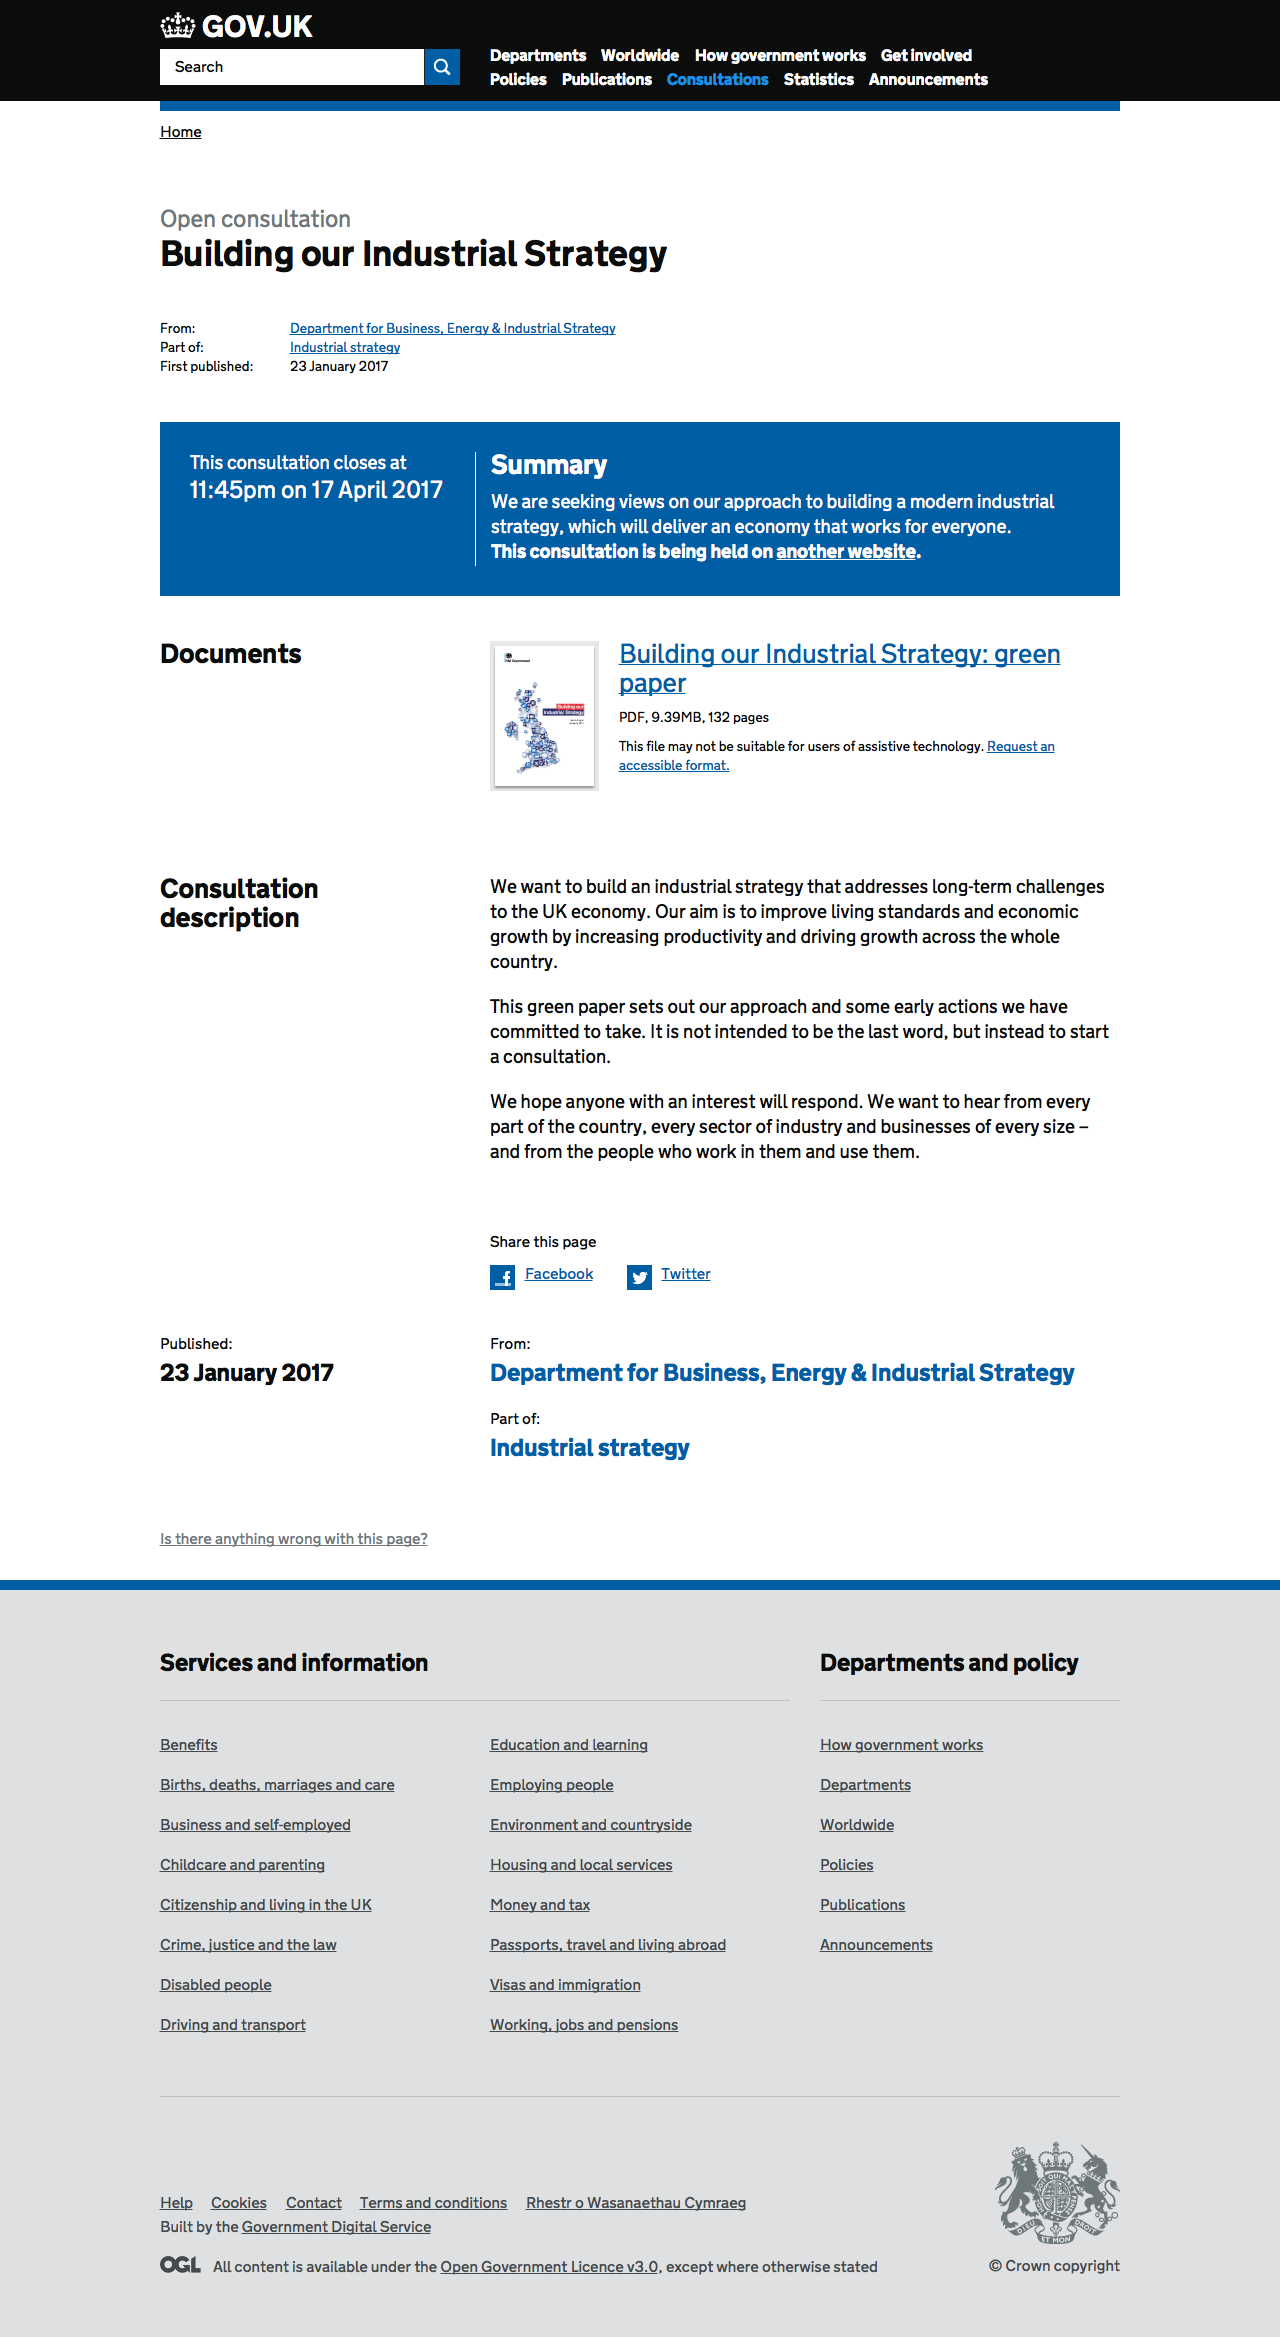 GOV.UK
Search
Departments Worldwide How government works Get involved
Policies Publications Consultations Statistics Announcements
Home
Open consultation
Building our Industrial Strategy
From: Department for Business, Energy & Industrial Strategy
Part of: Industrial strategy
First published: 23 January 2017
This consultation closes at
11:45pm on 17 April 2017
Summary
We are seeking views on our approach to building a modern industrial
strategy, which will deliver an economy that works for everyone.
This consultation is being held on another website.
Documents
HM Government
Building our
Industrial Strategy
Building our Industrial Strategy: green
paper
PDF, 9.39MB, 132 pages
This file may not be suitable for users of assistive technology. Request an
accessible format.
Consultation
description
We want to build an industrial strategy that addresses long-term challenges
to the UK economy. Our aim is to improve living standards and economic
growth by increasing productivity and driving growth across the whole
country.
This green paper sets out our approach and some early actions we have
committed to take. It is not intended to be the last word, but instead to start
a consultation.
We hope anyone with an interest will respond. We want to hear from every
part of the country, every sector of industry and businesses of every size –
and from the people who work in them and use them.
Share this page
Facebook Twitter
Published:
23 January 2017
From:
Department for Business, Energy & Industrial Strategy
Part of:
Industrial strategy
Is there anything wrong with this page?
Services and information
Benefits
Births, deaths, marriages and care
Business and self-employed
Childcare and parenting
Citizenship and living in the UK
Crime, justice and the law
Disabled people
Driving and transport
Education and learning
Employing people
Environment and countryside
Housing and local services
Money and tax
Passports, travel and living abroad
Visas and immigration
Working, jobs and pensions
Departments and policy
How government works
Departments
Worldwide
Policies
Publications
Announcements
Help Cookies Contact Terms and conditions Rhestr o Wasanaethau Cymraeg
Built by the Government Digital Service
OGL All content is available under the Open Government Licence v3.0, except where otherwise stated
DIEU ET MON DROIT
© Crown copyright